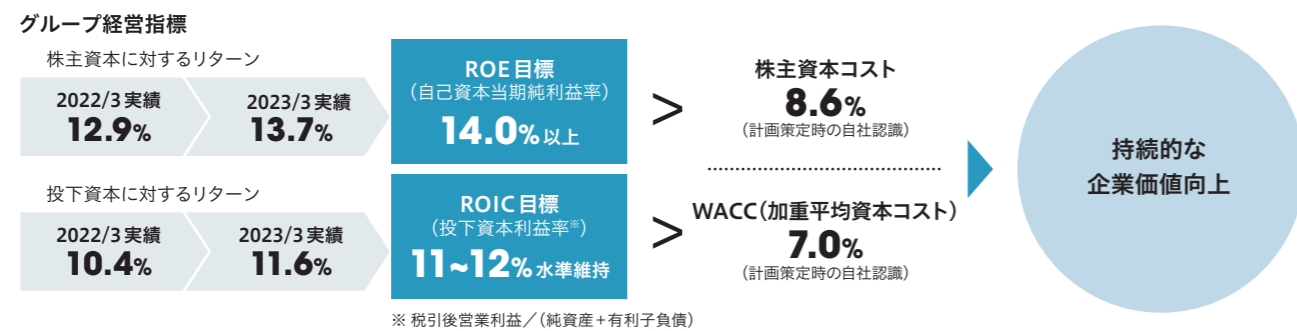 グループ経営指標
株主資本に対するリターン
2022/3実績
12.9%
2023/3実績
13.7%
ROE目標
(自己資本当期純利益率)
14.0%以上
>
株主資本コスト
8.6%
(計画策定時の自社認識)
投下資本に対するリターン
2022/3実績
10.4%
2023/3実績
11.6%
ROIC目標
(投下資本利益率※)
11~12%水準維持
>
WACC(加重平均資本コスト)
7.0%
(計画策定時の自社認識)
持続的な
企業価値向上
※ 税引後営業利益/(純資産+有利子負債)